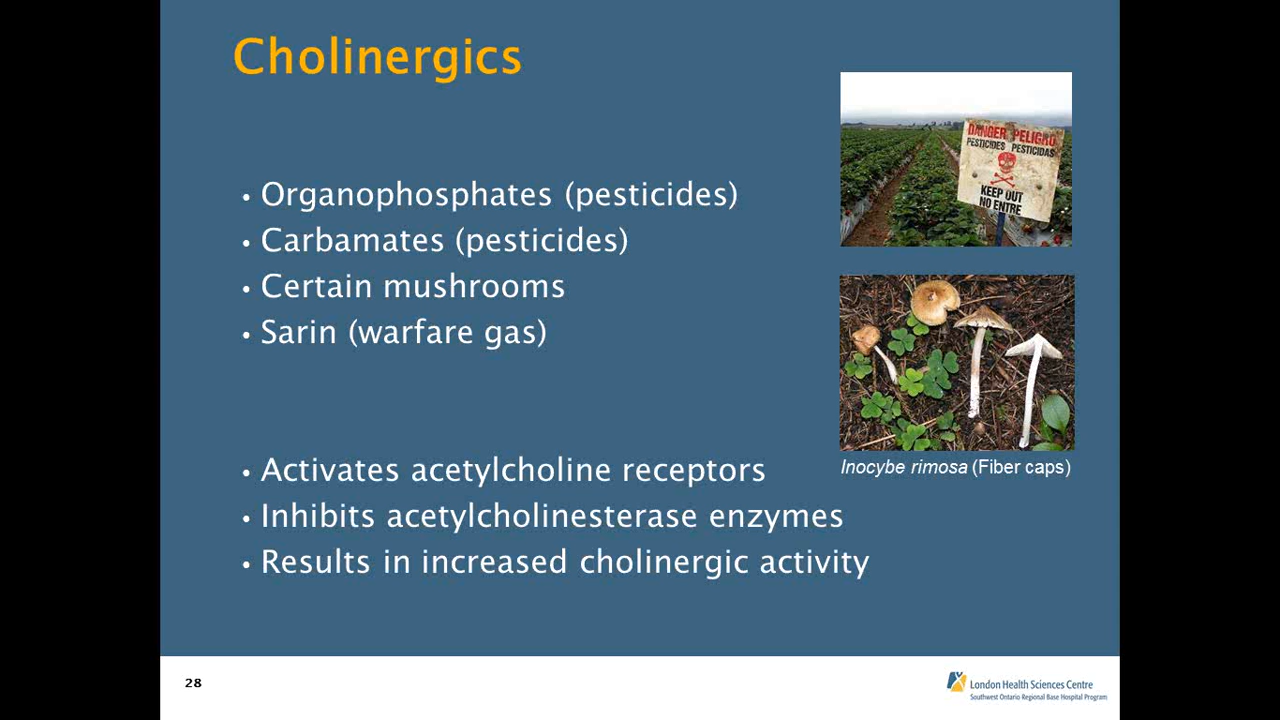 Cholinergics
• Organophosphates (pesticides)
• Carbamates (pesticides)
• Certain mushrooms
• Sarin (warfare gas)
• Activates acetylcholine receptors
• Inhibits acetylcholinesterase enzymes
• Results in increased cholinergic activity
DANGER PELIGRO
PESTICIDES PESTICIDAS
KEEP OUT
NO ENTRE
Inocybe rimosa (Fiber caps)
28
London Health Sciences Centre
Southwest Ontario Regional Base Hospital Program